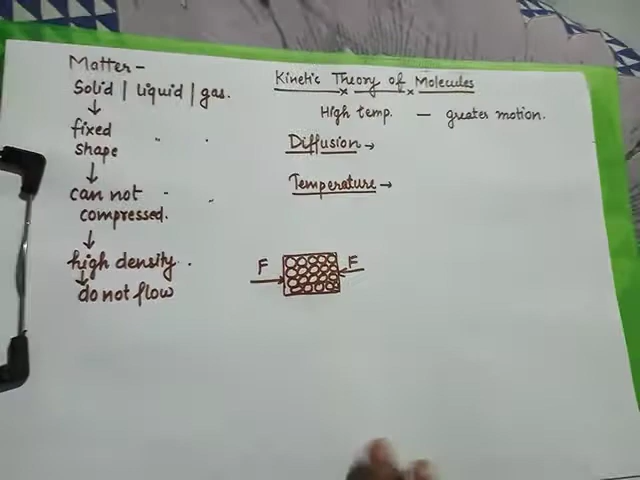 Matter -
Solid | liquid | gas.
↓
fixed
shape
↓
can not
compressed.
↓
high density.
↓
do not flow
Kinetic Theory of Molecules
High temp. — greater motion.
Diffusion →
Temperature →
F F